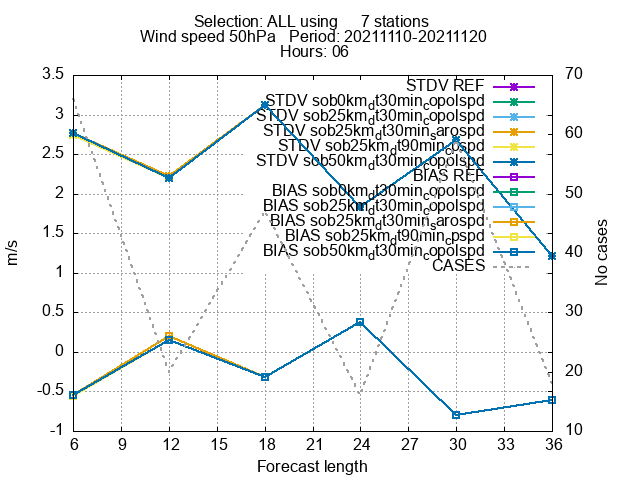 Selection: ALL using 7 stations
Wind speed 50hPa Period: 20211110-20211120
Hours: 06
STDV REF
STDV sob0km_dt30min_copolspd
STDV sob25km_dt30min_copolspd
STDV sob25km_dt30min_sarospd
STDV sob25km_dt90min_cpspd
STDV sob50km_dt30min_copolspd
BIAS REF
BIAS sob0km_dt30min_copolspd
BIAS sob25km_dt30min_copolspd
BIAS sob25km_dt30min_sarospd
BIAS sob25km_dt90min_cpspd
BIAS sob50km_dt30min_copolspd
CASES
3.5
3
2.5
2
1.5
1
0.5
0
-0.5
-1
m/s
70
60
50
40
30
20
10
No cases
6 9 12 15 18 21 24 27 30 33 36
Forecast length